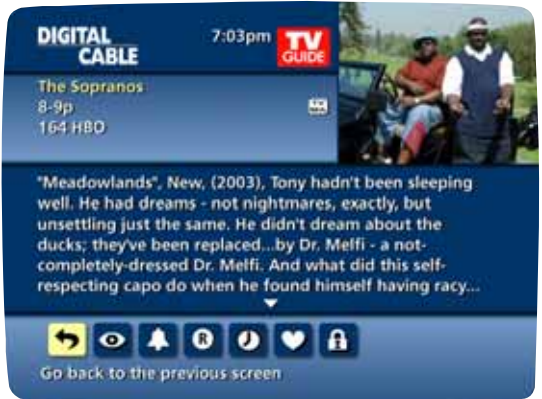 DIGITAL
CABLE
7:03pm
TV
GUIDE
The Sopranos
8-9p
164 HBO
"Meadowlands", New, (2003), Tony hadn't been sleeping
well. He had dreams - not nightmares, exactly, but
unsettling just the same. He didn't dream about the
ducks; they've been replaced...by Dr. Melfi - a not-
completely-dressed Dr. Melfi. And what did this self-
respecting capo do when he found himself having racy...
R
Go back to the previous screen